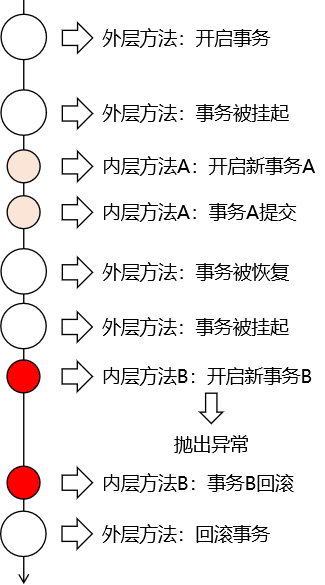 外层方法：开启事务
外层方法：事务被挂起
内层方法A：开启新事务A
内层方法A：事务A提交
外层方法：事务被恢复
外层方法：事务被挂起
内层方法B：开启新事务B
抛出异常
内层方法B：事务B回滚
外层方法：回滚事务